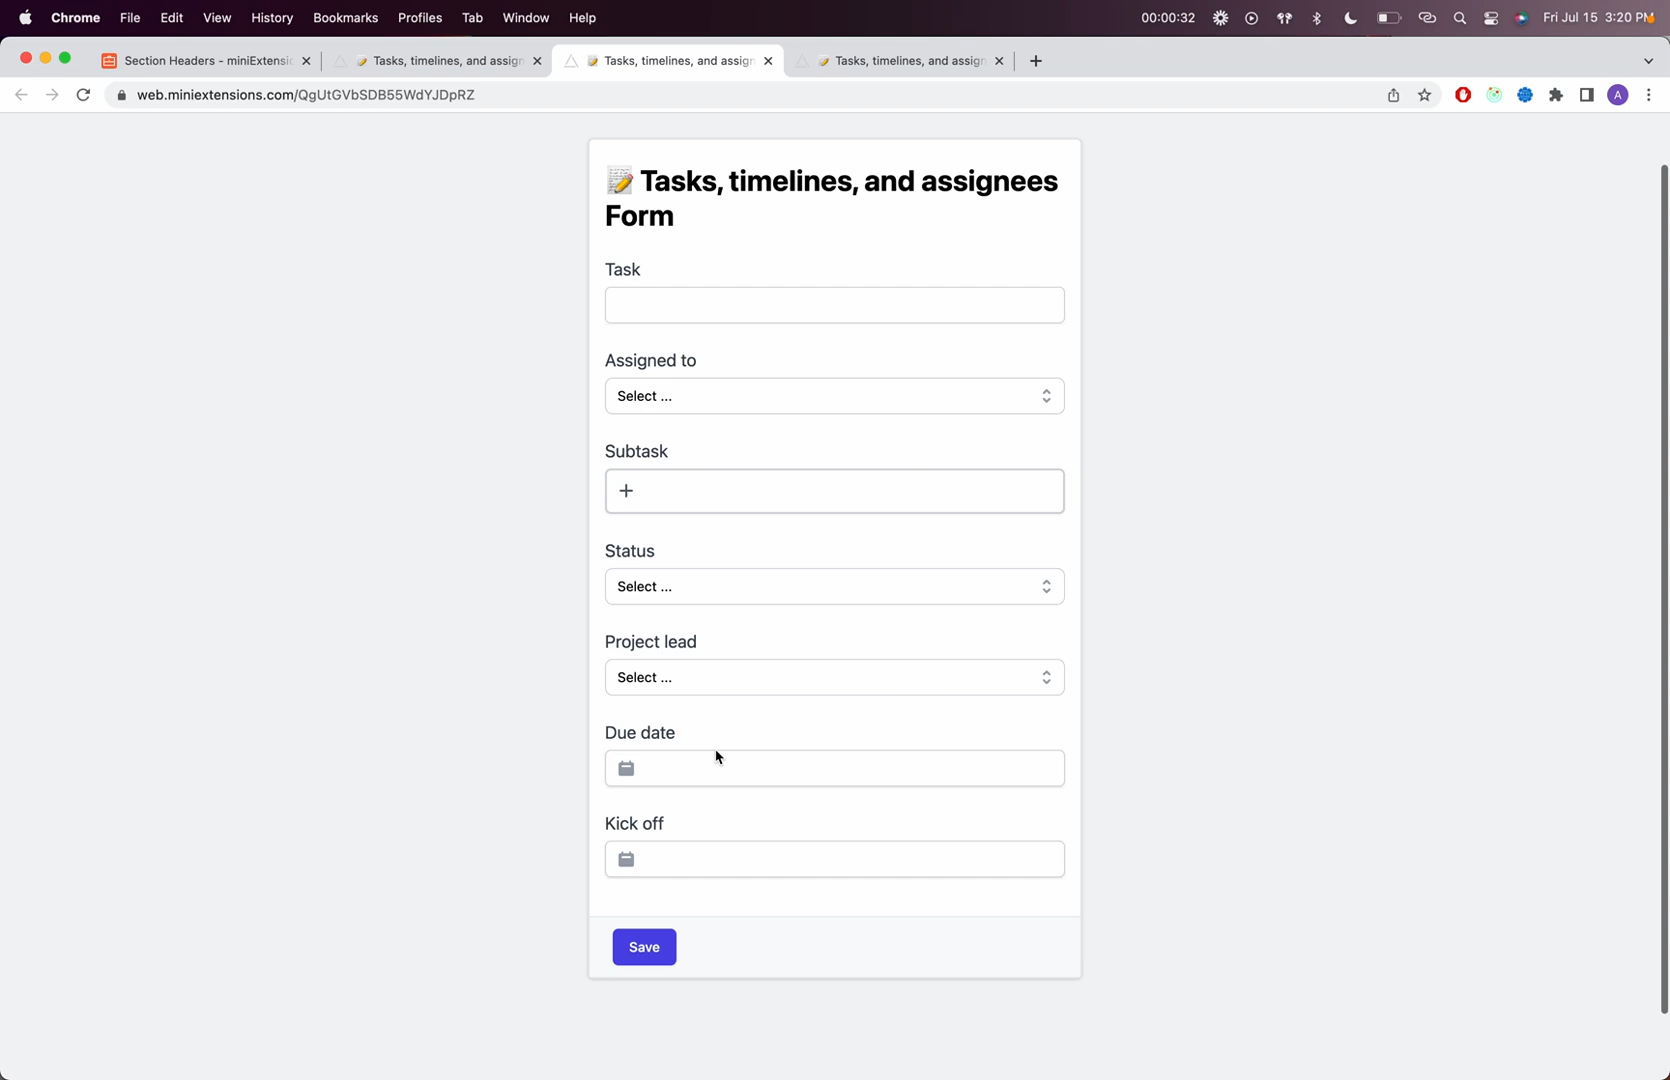 Chrome File Edit View History Bookmarks Profiles Tab Window Help 00:00:32 Fri Jul 15 3:20 PM
Section Headers - miniExtensi Tasks, timelines, and assign Tasks, timelines, and assign Tasks, timelines, and assign
web.miniextensions.com/QgUtGVbSDB55WdYJDpRZ A
Tasks, timelines, and assignees
Form
Task
Assigned to
Select ...
Subtask
+
Status
Select ...
Project lead
Select ...
Due date
Kick off
Save